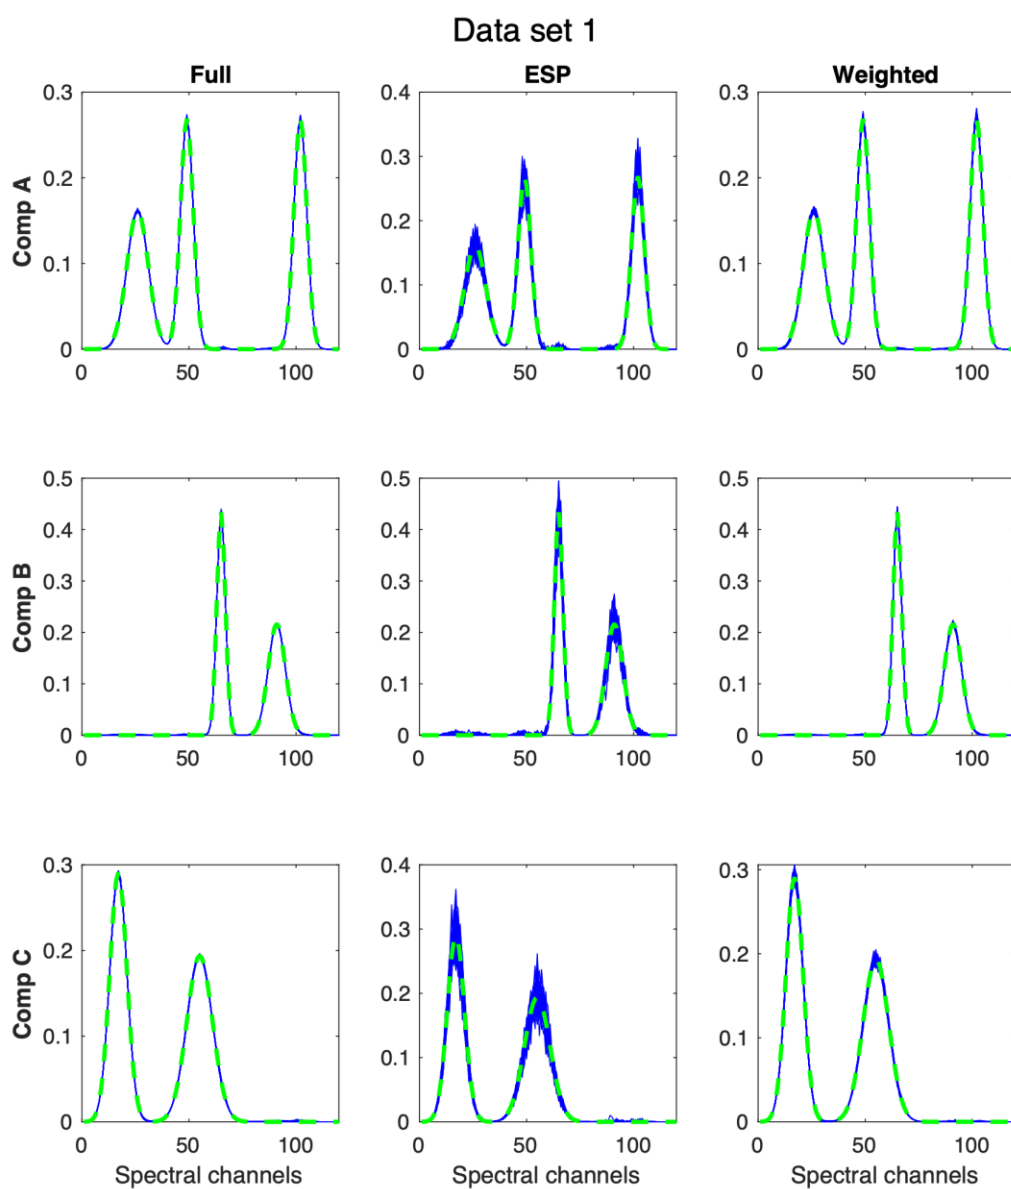 Data set 1
Full ESP Weighted
Comp A
0.3 0.4 0.3
0.3
0.2 0.2
0.2
0.1 0.1
0.1
0 0 0
0 50 100 0 50 100 0 50 100
Comp B
0.5 0.5 0.5
0.4 0.4 0.4
0.3 0.3 0.3
0.2 0.2 0.2
0.1 0.1 0.1
0 0 0
0 50 100 0 50 100 0 50 100
Comp C
0.3 0.4 0.3
0.3
0.2 0.2
0.2
0.1 0.1
0.1
0 0 0
0 50 100 0 50 100 0 50 100
Spectral channels Spectral channels Spectral channels